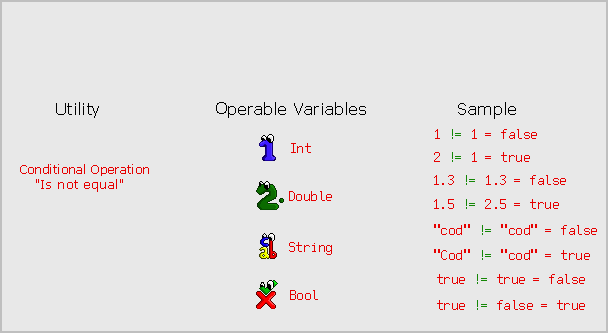 Utility
Operable Variables
Sample
Conditional Operation
"Is not equal"
Int
Double
String
Bool
1 != 1 = false
2 != 1 = true
1.3 != 1.3 = false
1.5 != 2.5 = true
"cod" != "cod" = false
"Cod" != "cod" = true
true != true = false
true != false = true